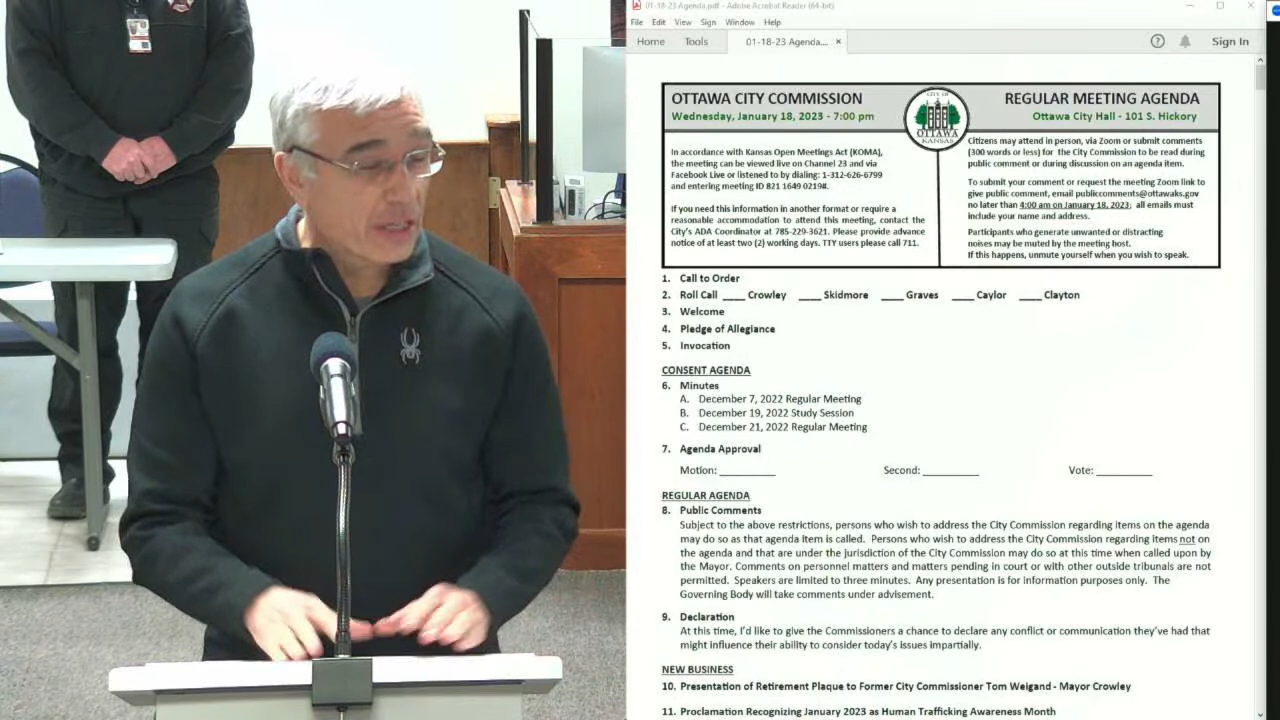 01-18-23 Agenda.pdf - Adobe Acrobat Reader (64-bit)
File Edit View Sign Window Help
Home Tools 01-18-23 Agenda... × Sign In
OTTAWA CITY COMMISSION
Wednesday, January 18, 2023 - 7:00 pm
CITY OF
OTTAWA
KANSAS
REGULAR MEETING AGENDA
Ottawa City Hall - 101 S. Hickory
In accordance with Kansas Open Meetings Act (KOMA),
the meeting can be viewed live on Channel 23 and via
Facebook Live or listened to by dialing: 1-312-626-6799
and entering meeting ID 821 1649 02198.
If you need this information in another format or require a
reasonable accommodation to attend this meeting, contact the
City's ADA Coordinator at 785-229-3621. Please provide advance
notice of at least two (2) working days. TTY users please call 711.
Citizens may attend in person, via Zoom or submit comments
(300 words or less) for the City Commission to be read during
public comment or during discussion on an agenda item.
To submit your comment or request the meeting Zoom link to
give public comment, email publiccomments@ottawaks.gov
no later than 4:00 am on January 18, 2023; all emails must
include your name and address.
Participants who generate unwanted or distracting
noises may be muted by the meeting host.
If this happens, unmute yourself when you wish to speak.
1. Call to Order
2. Roll Call ____ Crowley ____ Skidmore ____ Graves ____ Caylor ____ Clayton
3. Welcome
4. Pledge of Allegiance
5. Invocation
CONSENT AGENDA
6. Minutes
A. December 7, 2022 Regular Meeting
B. December 19, 2022 Study Session
C. December 21, 2022 Regular Meeting
7. Agenda Approval
Motion: __________ Second: __________ Vote: __________
REGULAR AGENDA
8. Public Comments
Subject to the above restrictions, persons who wish to address the City Commission regarding items on the agenda
may do so as that agenda item is called. Persons who wish to address the City Commission regarding items not on
the agenda and that are under the jurisdiction of the City Commission may do so at this time when called upon by
the Mayor. Comments on personnel matters and matters pending in court or with other outside tribunals are not
permitted. Speakers are limited to three minutes. Any presentation is for information purposes only. The
Governing Body will take comments under advisement.
9. Declaration
At this time, I'd like to give the Commissioners a chance to declare any conflict or communication they've had that
might influence their ability to consider today's issues impartially.
NEW BUSINESS
10. Presentation of Retirement Plaque to Former City Commissioner Tom Weigand - Mayor Crowley
11. Proclamation Recognizing January 2023 as Human Trafficking Awareness Month